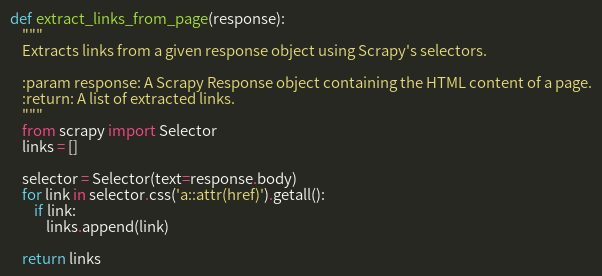 def extract_links_from_page(response):
    """
    Extracts links from a given response object using Scrapy's selectors.

    :param response: A Scrapy Response object containing the HTML content of a page.
    :return: A list of extracted links.
    """
    from scrapy import Selector
    links = []

    selector = Selector(text=response.body)
    for link in selector.css('a::attr(href)').getall():
        if link:
            links.append(link)

    return links